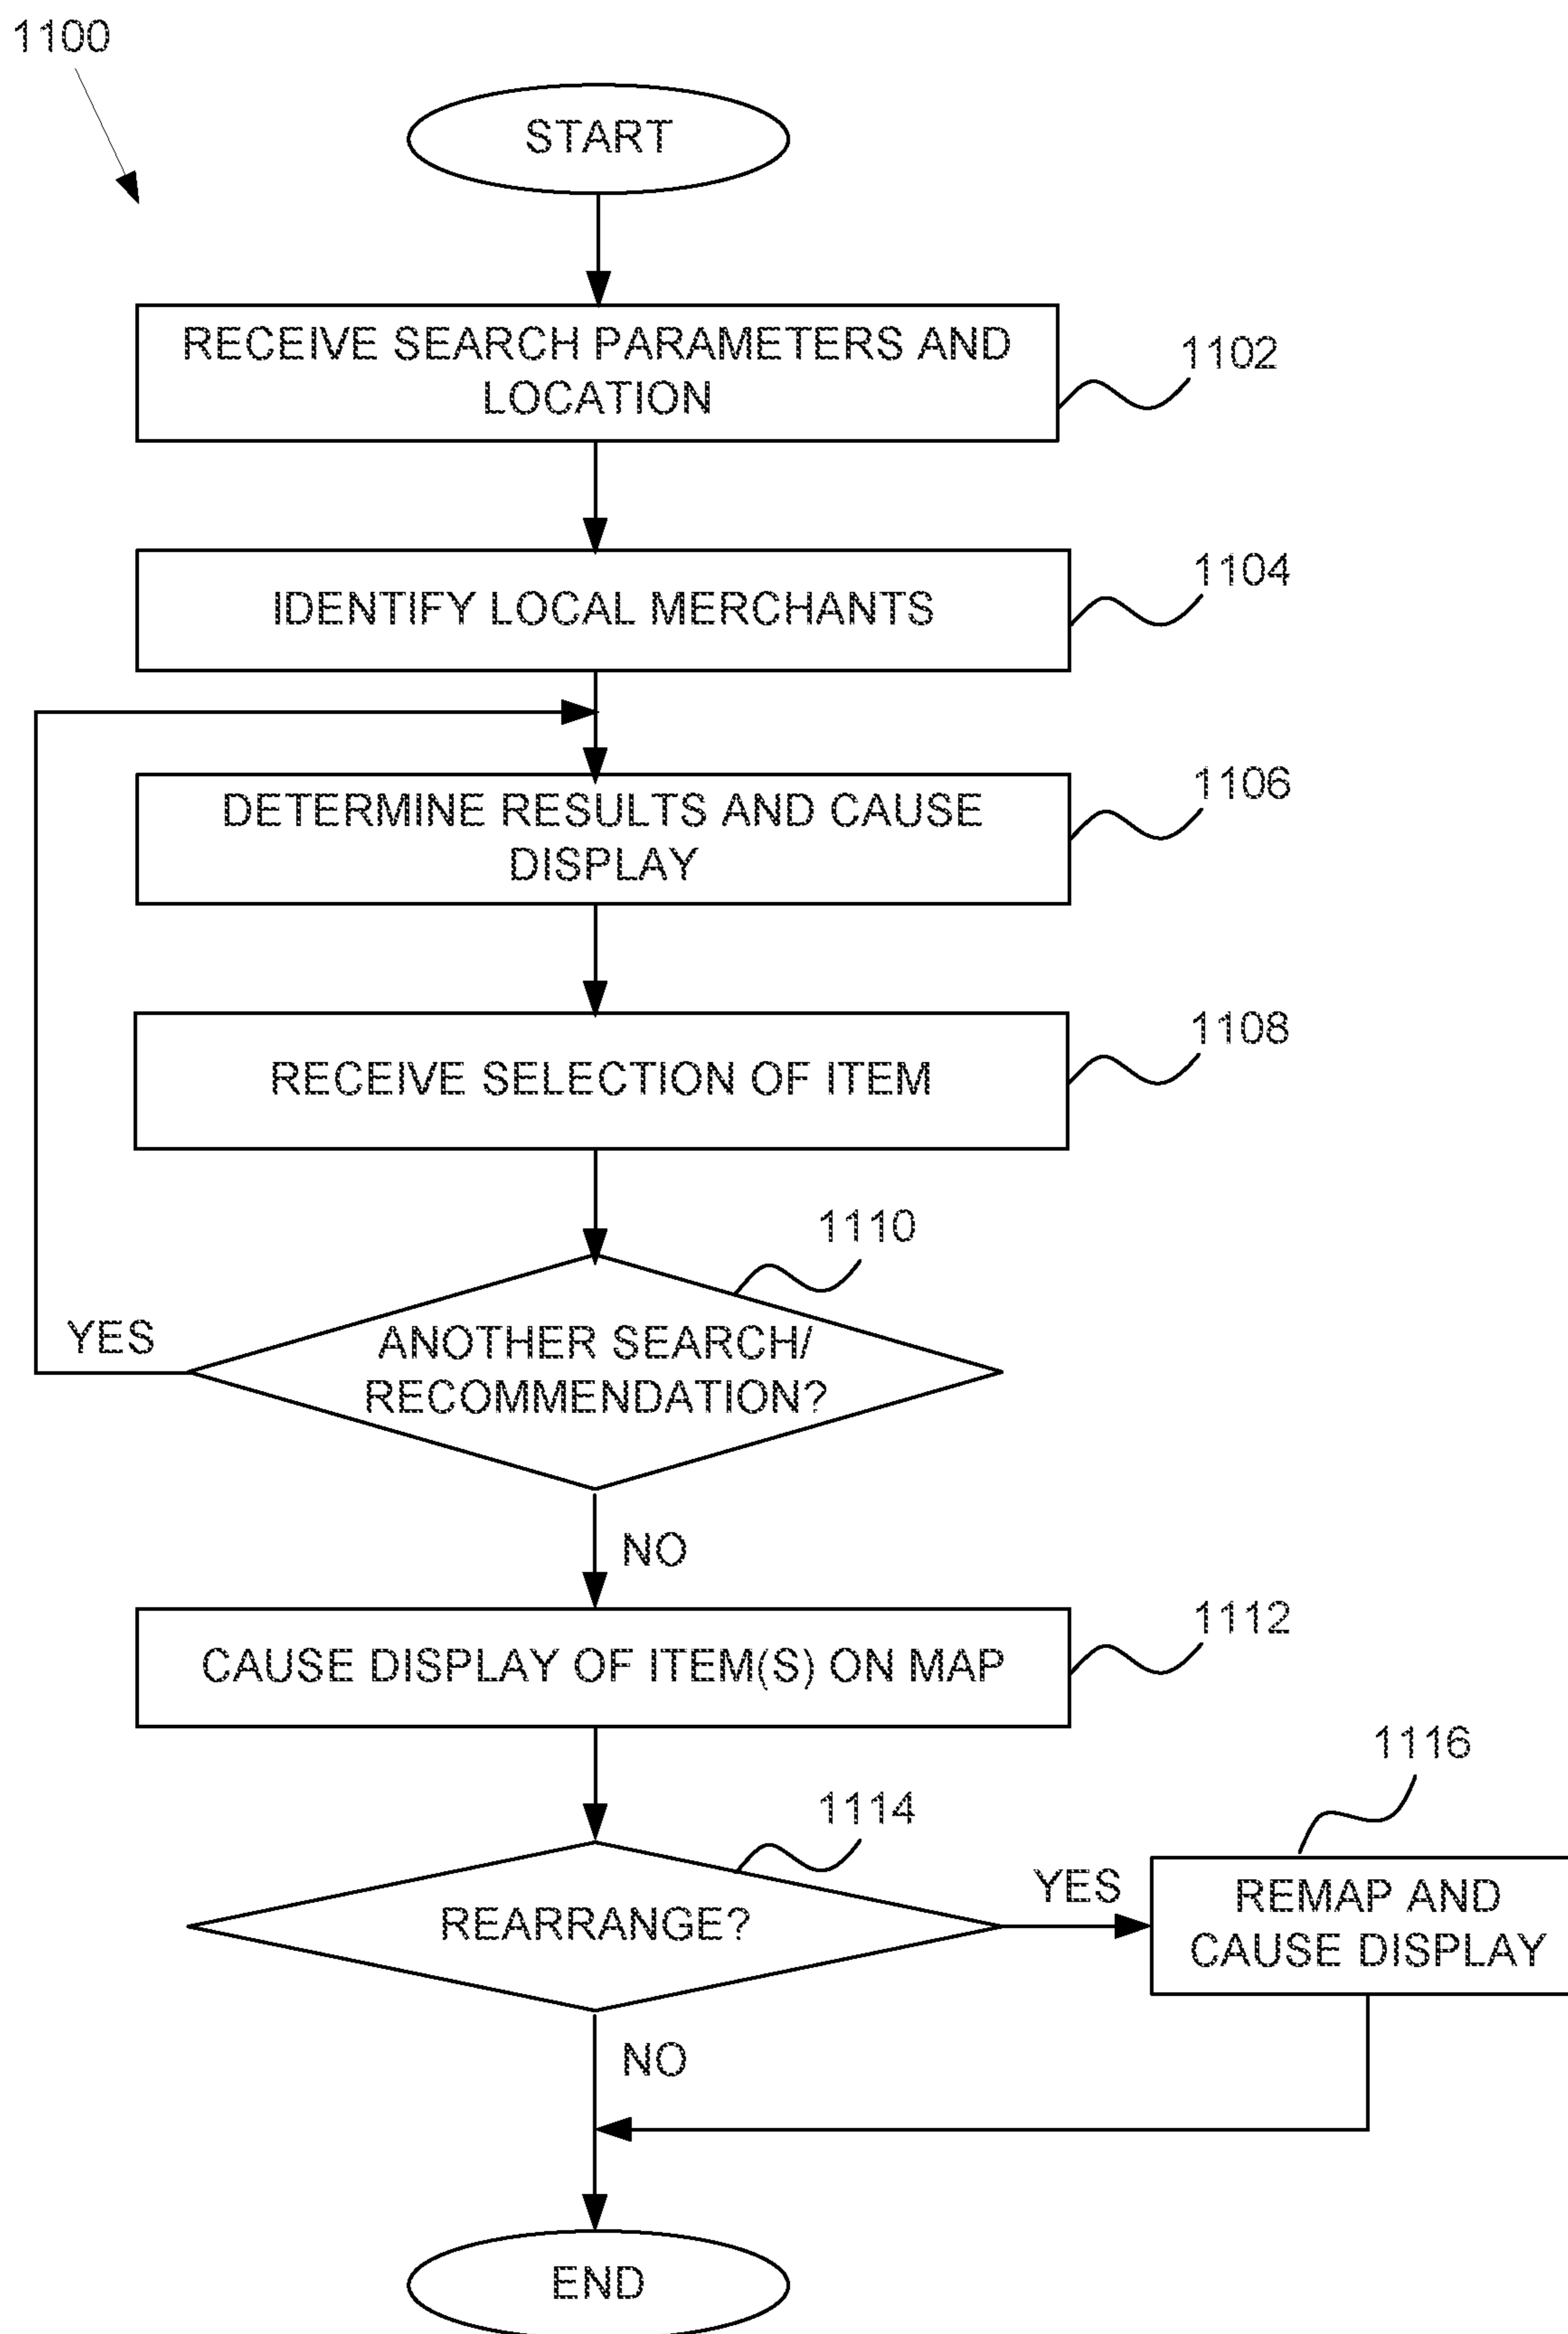 1100
START
RECEIVE SEARCH PARAMETERS AND
LOCATION
1102
IDENTIFY LOCAL MERCHANTS
1104
DETERMINE RESULTS AND CAUSE
DISPLAY
1106
RECEIVE SELECTION OF ITEM
1108
1110
YES
ANOTHER SEARCH/
RECOMMENDATION?
NO
CAUSE DISPLAY OF ITEM(S) ON MAP
1112
1114
REARRANGE?
YES
1116
REMAP AND
CAUSE DISPLAY
NO
END